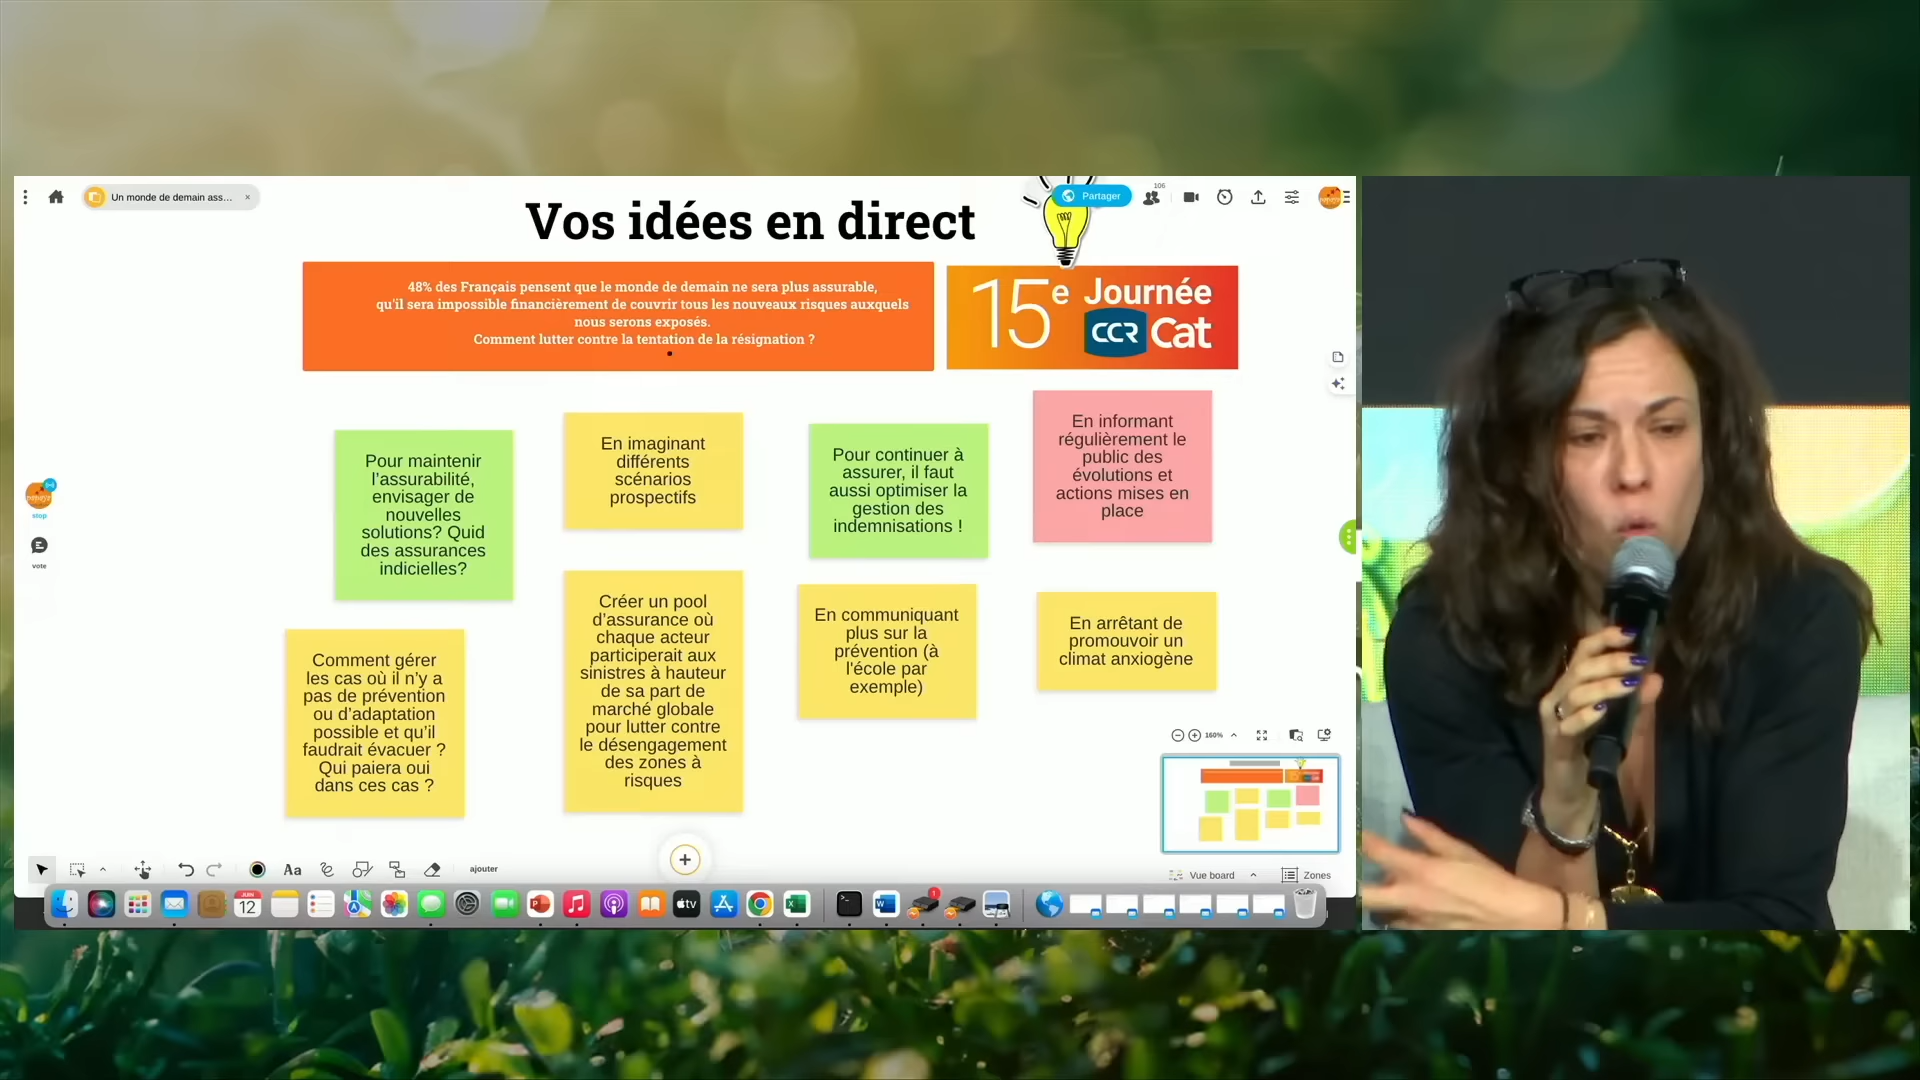 Un monde de demain ass...
Partager
106
Vos idées en direct
48% des Français pensent que le monde de demain ne sera plus assurable,
qu'il sera impossible financièrement de couvrir tous les nouveaux risques auxquels
nous serons exposés.
Comment lutter contre la tentation de la résignation ?
15e Journée
CCR Cat
Pour maintenir
l'assurabilité,
envisager de
nouvelles
solutions? Quid
des assurances
indicielles?
En imaginant
différents
scénarios
prospectifs
Pour continuer à
assurer, il faut
aussi optimiser la
gestion des
indemnisations !
En informant
régulièrement le
public des
évolutions et
actions mises en
place
Comment gérer
les cas où il n'y a
pas de prévention
ou d'adaptation
possible et qu'il
faudrait évacuer ?
Qui paiera oui
dans ces cas ?
Créer un pool
d'assurance où
chaque acteur
participerait aux
sinistres à hauteur
de sa part de
marché globale
pour lutter contre
le désengagement
des zones à
risques
En communiquant
plus sur la
prévention (à
l'école par
exemple)
En arrêtant de
promouvoir un
climat anxiogène
stop
vote
160%
Aa
ajouter
Vue board
Zones
JUIN
12
tv
1